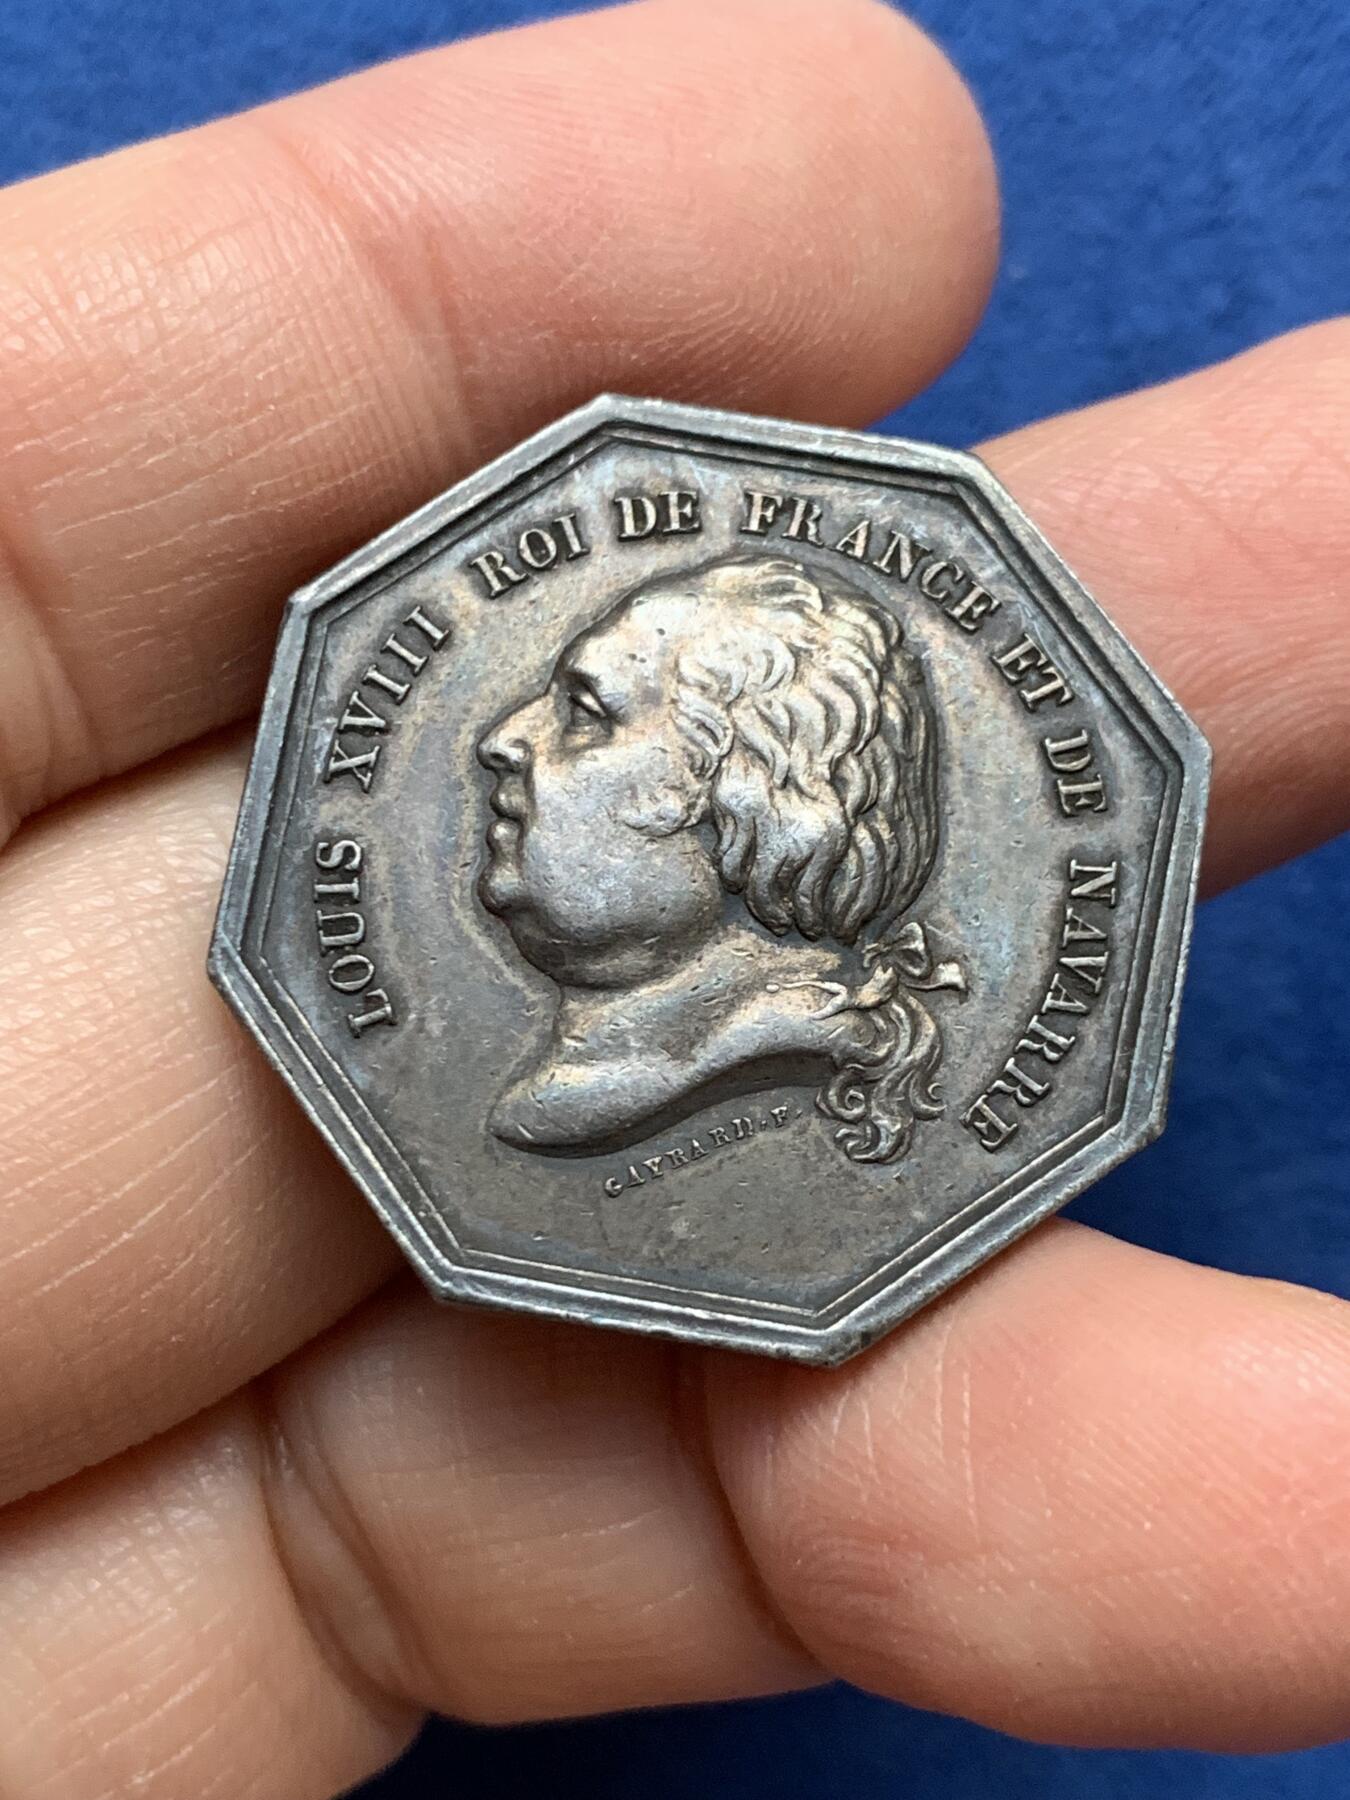 LOUIS XVIII ROI DE FRANCE ET DE NAVARRE
GAYRARD.F.